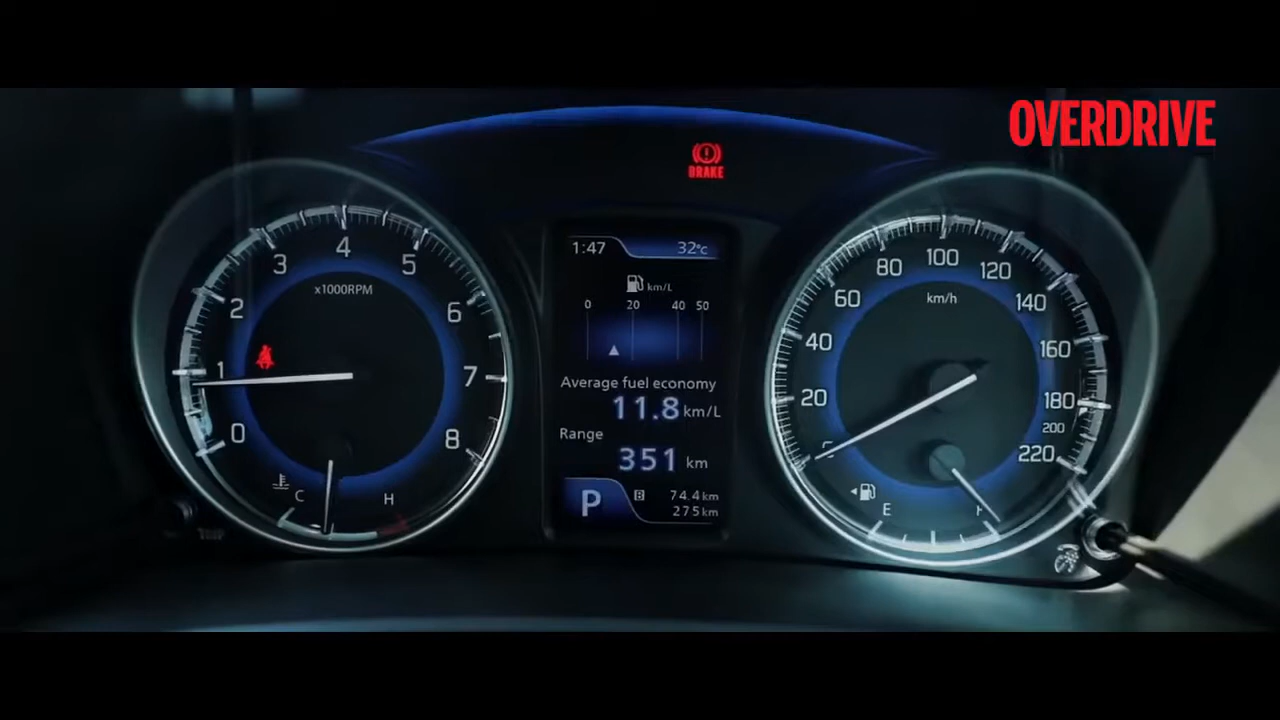 OVERDRIVE
BRAKE
0
1
2
3
4
5
6
7
8
x1000RPM
C
H
1:47
32°C
km/L
0 20 40 50
Average fuel economy
11.8 km/L
Range
351 km
P
B 74.4 km
275 km
20
40
60
80
100
120
140
160
180
200
220
km/h
E